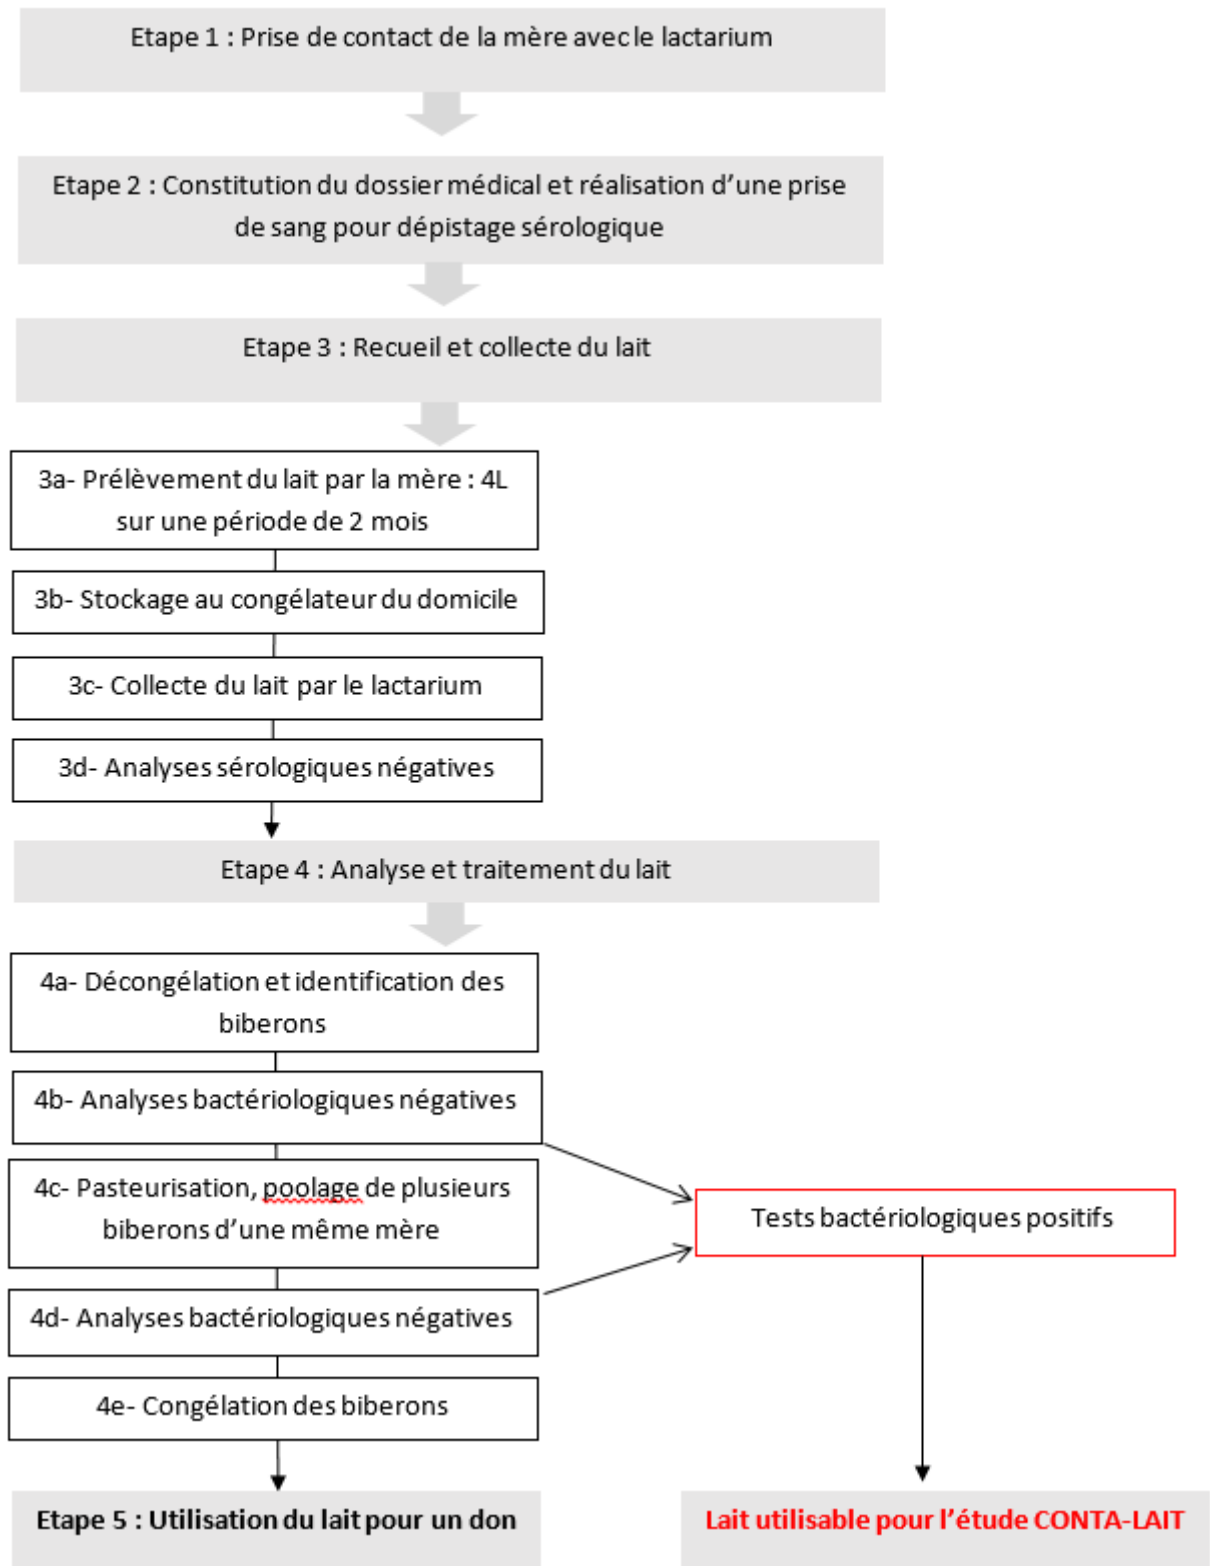 Etape 1 : Prise de contact de la mère avec le lactarium
Etape 2 : Constitution du dossier médical et réalisation d’une prise
de sang pour dépistage sérologique
Etape 3 : Recueil et collecte du lait
3a- Prélèvement du lait par la mère : 4L
sur une période de 2 mois
3b- Stockage au congélateur du domicile
3c- Collecte du lait par le lactarium
3d- Analyses sérologiques négatives
Etape 4 : Analyse et traitement du lait
4a- Décongélation et identification des
biberons
4b- Analyses bactériologiques négatives
4c- Pasteurisation, poolage de plusieurs
biberons d’une même mère
Tests bactériologiques positifs
4d- Analyses bactériologiques négatives
4e- Congélation des biberons
Etape 5 : Utilisation du lait pour un don
Lait utilisable pour l’étude CONTA-LAIT